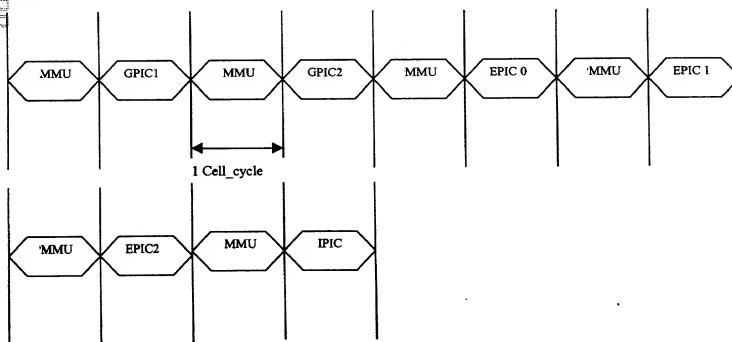 MMU GPIC1 MMU GPIC2 MMU EPIC 0 MMU EPIC 1
1 Cell_cycle
MMU EPIC2 MMU IPIC